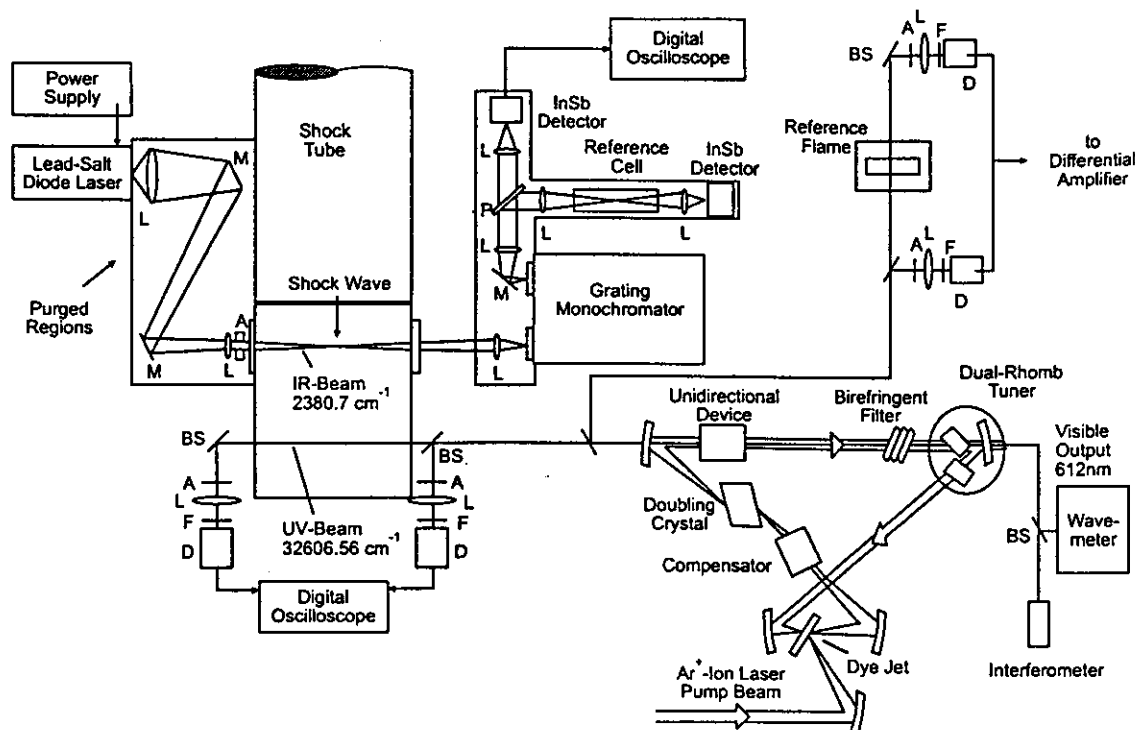 Power
Supply
Lead-Salt
Diode Laser
L
M
Purged
Regions
M
L
A
Shock
Tube
Shock Wave
IR-Beam
2380.7 cm⁻¹
UV-Beam
32606.56 cm⁻¹
BS
A
L
F
D
BS
A
L
F
D
Digital
Oscilloscope
Digital
Oscilloscope
InSb
Detector
L
Reference
Cell
InSb
Detector
P
L
L
L
M
L
Grating
Monochromator
BS
A
L
F
D
Reference
Flame
to
Differential
Amplifier
A
L
F
D
Dual-Rhomb
Tuner
Unidirectional
Device
Birefringent
Filter
Visible
Output
612nm
Doubling
Crystal
Compensator
BS
Wave-
meter
Interferometer
Dye Jet
Ar⁺-Ion Laser
Pump Beam